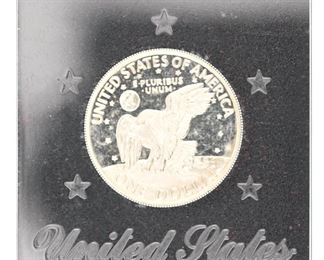 UNITED STATES OF AMERICA
E·PLURIBUS
·UNUM·
ONE DOLLAR
United States